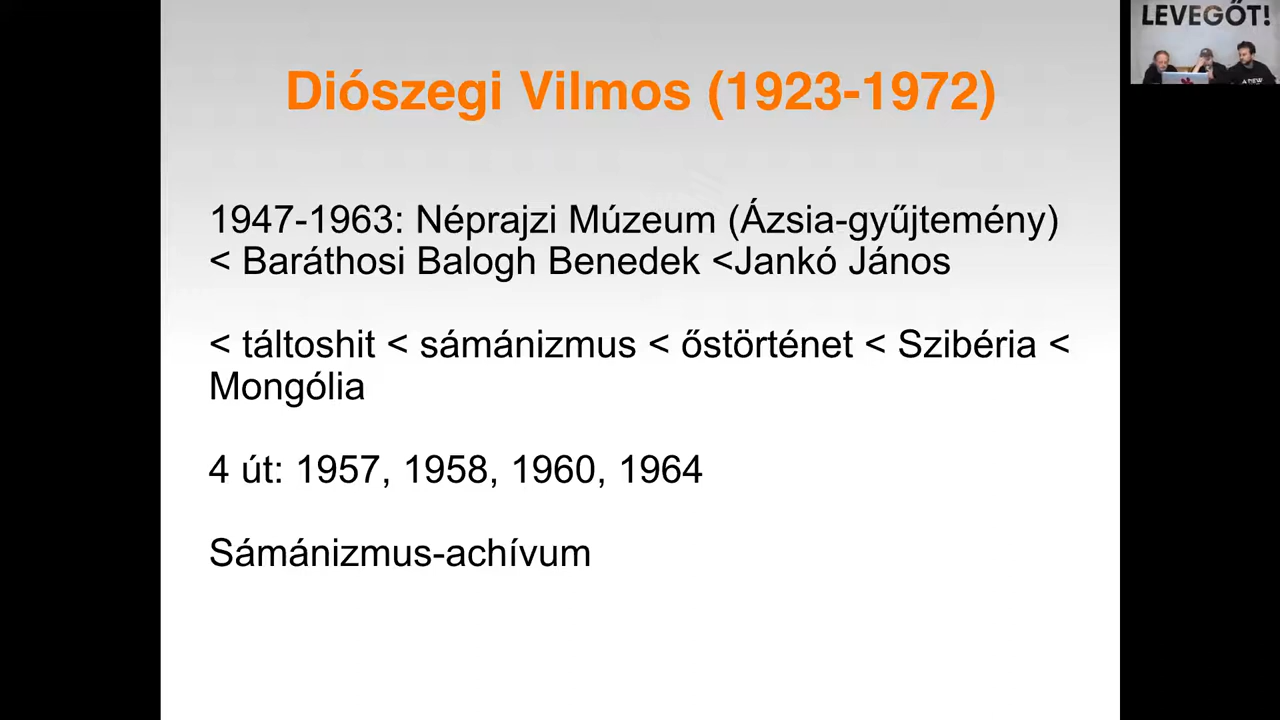 LEVEGŐT!
Diószegi Vilmos (1923-1972)
1947-1963: Néprajzi Múzeum (Ázsia-gyűjtemény)
< Baráthosi Balogh Benedek <Jankó János
< táltoshit < sámánizmus < őstörténet < Szibéria <
Mongólia
4 út: 1957, 1958, 1960, 1964
Sámánizmus-achívum